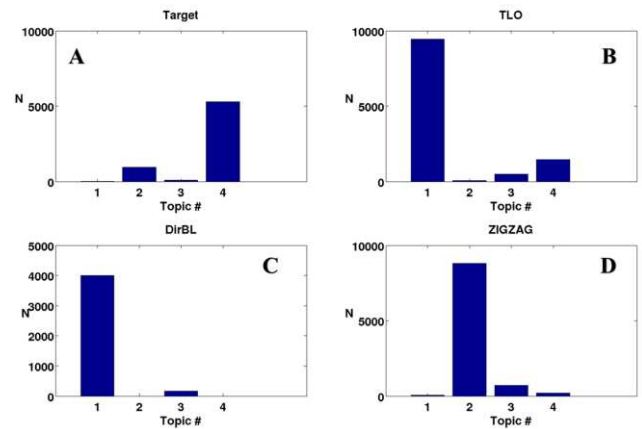 Target
A
10000
5000
0
N
1 2 3 4
Topic #
TLO
B
10000
5000
0
N
1 2 3 4
Topic #
DirBL
C
5000
4000
3000
2000
1000
0
N
1 2 3 4
Topic #
ZIGZAG
D
10000
5000
0
N
1 2 3 4
Topic #